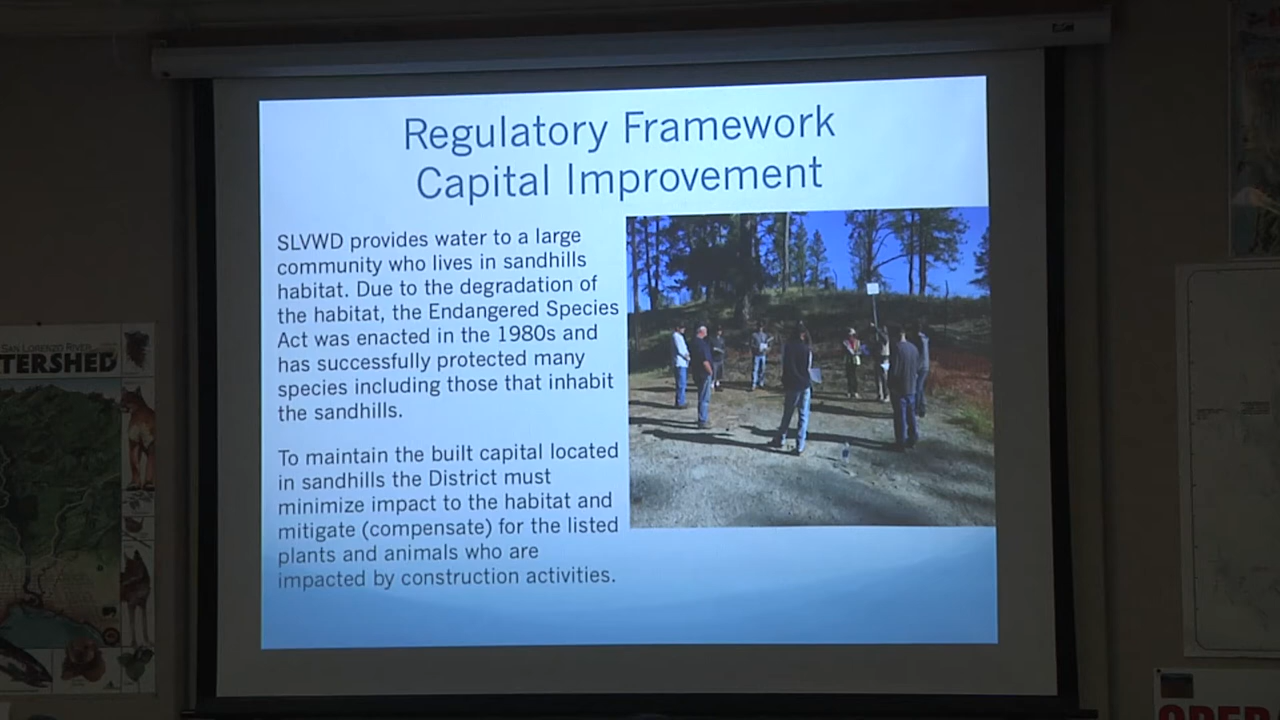 Regulatory Framework
Capital Improvement
SLVWD provides water to a large
community who lives in sandhills
habitat. Due to the degradation of
the habitat, the Endangered Species
Act was enacted in the 1980s and
has successfully protected many
species including those that inhabit
the sandhills.
To maintain the built capital located
in sandhills the District must
minimize impact to the habitat and
mitigate (compensate) for the listed
plants and animals who are
impacted by construction activities.
SAN LORENZO RIVER
TERSHED